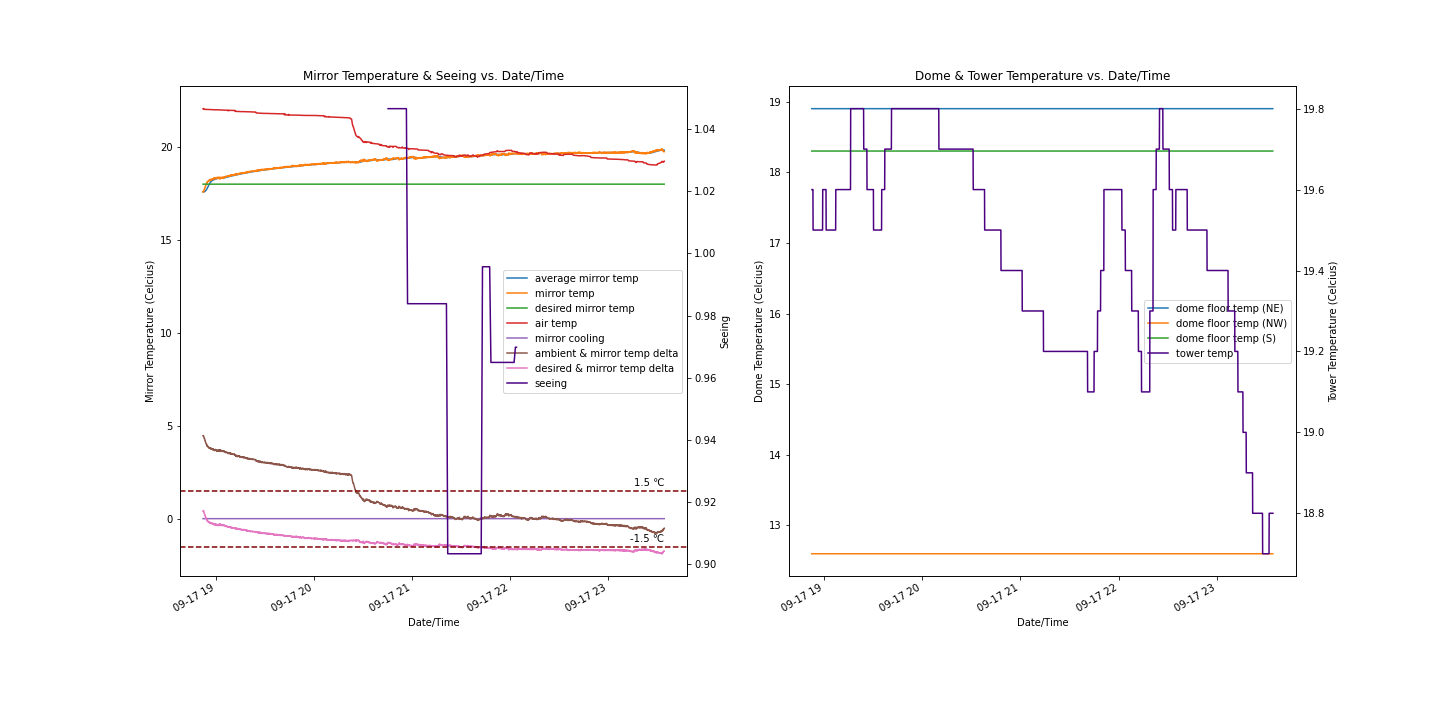 Mirror Temperature & Seeing vs. Date/Time
Mirror Temperature (Celcius)
20
15
10
5
0
1.04
1.02
1.00
0.98
0.96
0.94
0.92
0.90
Seeing
average mirror temp
mirror temp
desired mirror temp
air temp
mirror cooling
ambient & mirror temp delta
desired & mirror temp delta
seeing
1.5 °C
-1.5 °C
09-17 19
09-17 20
09-17 21
09-17 22
09-17 23
Date/Time
Dome & Tower Temperature vs. Date/Time
Dome Temperature (Celcius)
19
18
17
16
15
14
13
19.8
19.6
19.4
19.2
19.0
18.8
Tower Temperature (Celcius)
dome floor temp (NE)
dome floor temp (NW)
dome floor temp (S)
tower temp
09-17 19
09-17 20
09-17 21
09-17 22
09-17 23
Date/Time